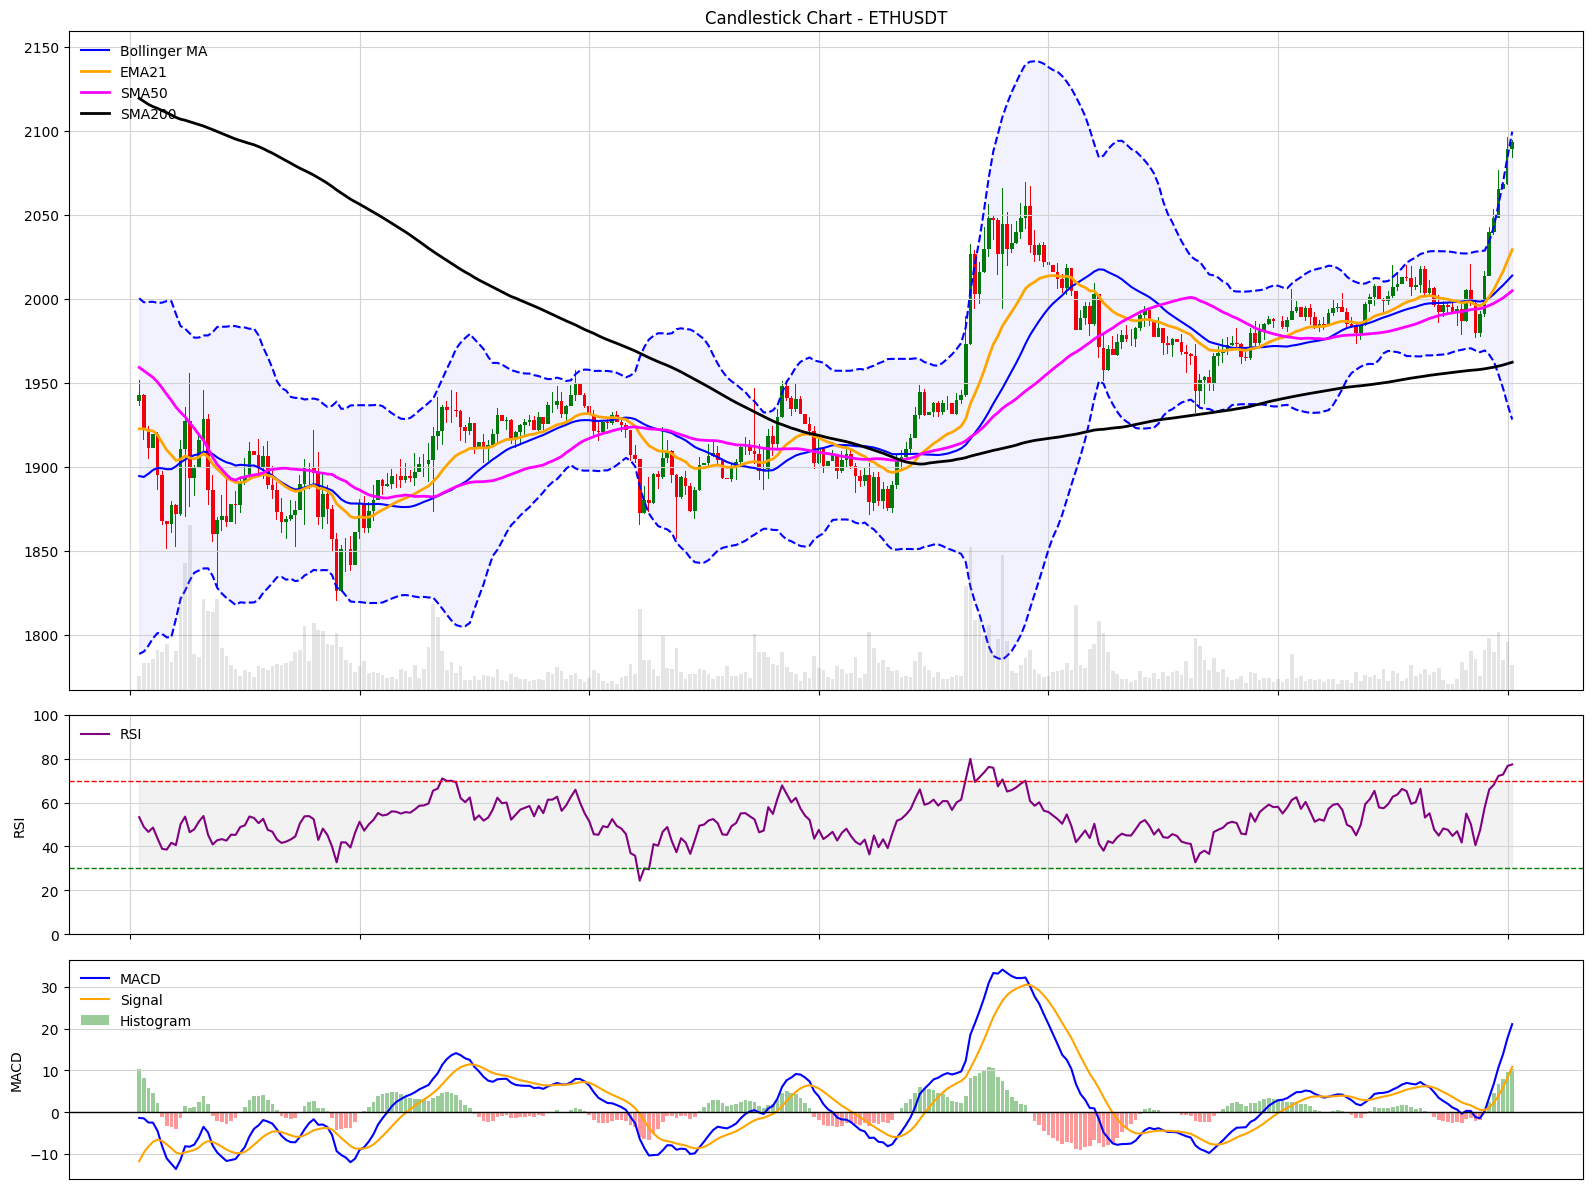 Candlestick Chart - ETHUSDT
2150
2100
2050
2000
1950
1900
1850
1800
Bollinger MA
EMA21
SMA50
SMA200
100
80
60
40
20
0
RSI
RSI
30
20
10
0
−10
MACD
MACD
Signal
Histogram